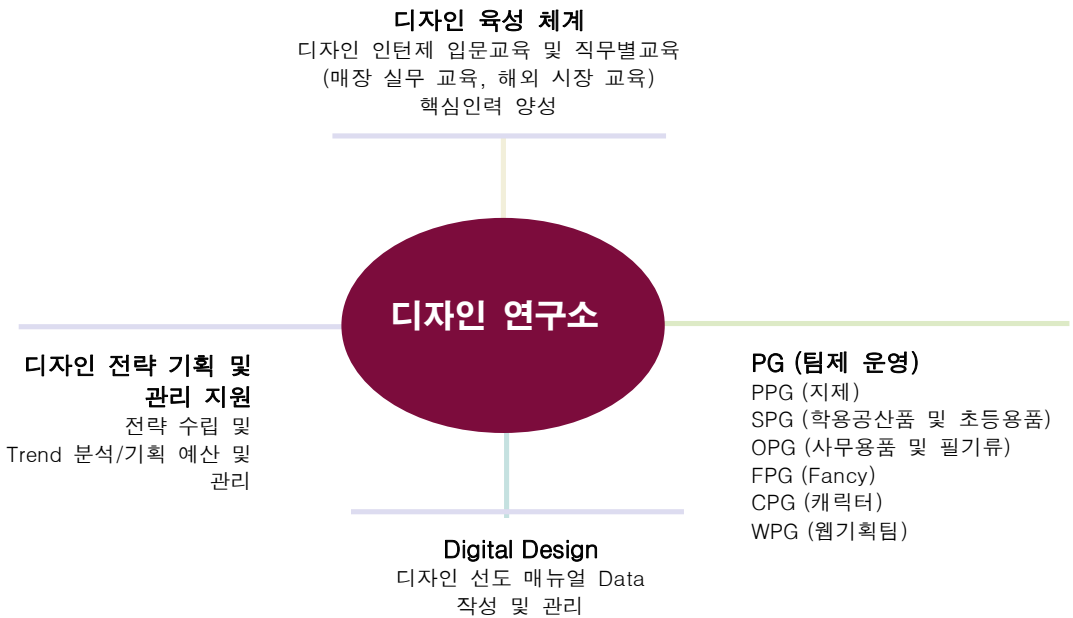 디자인 육성 체계
디자인 인턴제 입문교육 및 직무별교육
(매장 실무 교육, 해외 시장 교육)
핵심인력 양성
디자인 연구소
디자인 전략 기획 및
관리 지원
전략 수립 및
Trend 분석/기획 예산 및
관리
PG (팀제 운영)
PPG (지제)
SPG (학용공산품 및 초등용품)
OPG (사무용품 및 필기류)
FPG (Fancy)
CPG (캐릭터)
WPG (웹기획팀)
Digital Design
디자인 선도 매뉴얼 Data
작성 및 관리